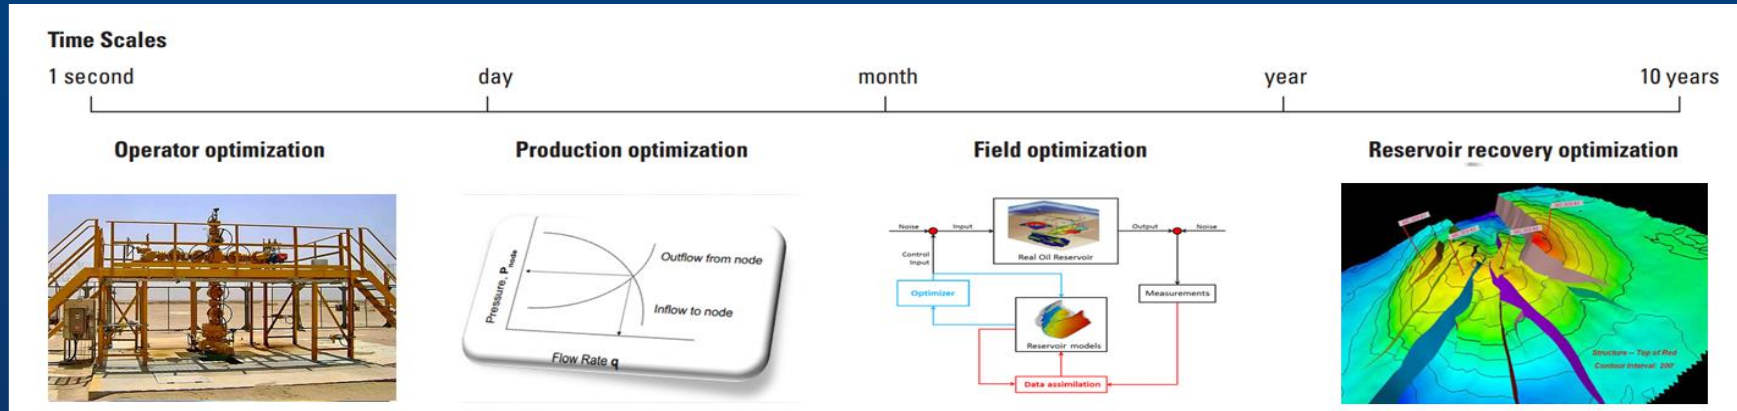 Time Scales
1 second day month year 10 years
Operator optimization Production optimization Field optimization Reservoir recovery optimization
Pressure, Pnode
Outflow from node
Inflow to node
Flow Rate q
Noise Input Output Noise
Real Oil Reservoir
Control
Input
Optimizer
Measurements
Reservoir models
Data assimilation
Structure – Top of Red
Contour Interval: 200'